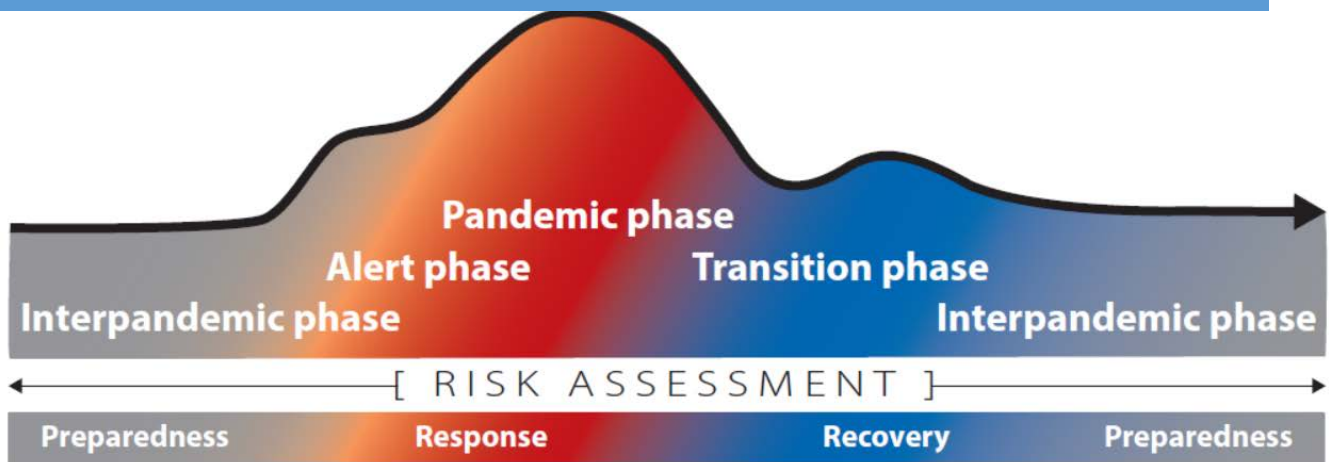 Pandemic phase
Alert phase
Transition phase
Interpandemic phase
Interpandemic phase
[ RISK ASSESSMENT ]
Preparedness
Response
Recovery
Preparedness